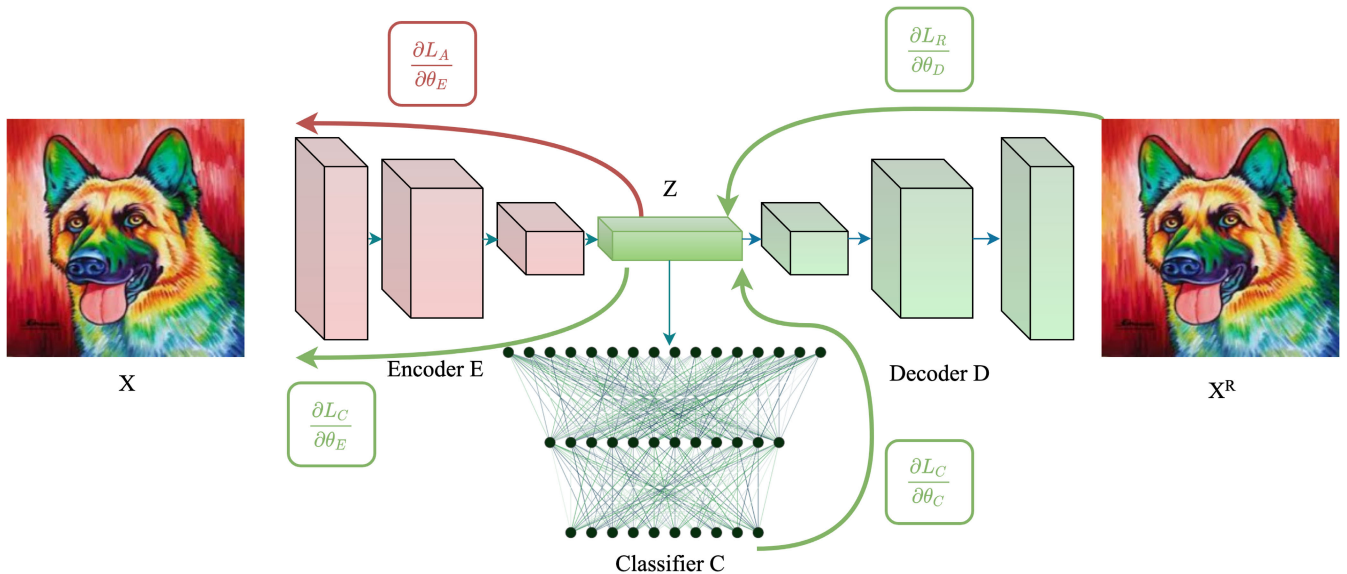 ∂L_A
∂θ_E
∂L_R
∂θ_D
Z
X
Encoder E
Decoder D
X^R
∂L_C
∂θ_E
∂L_C
∂θ_C
Classifier C